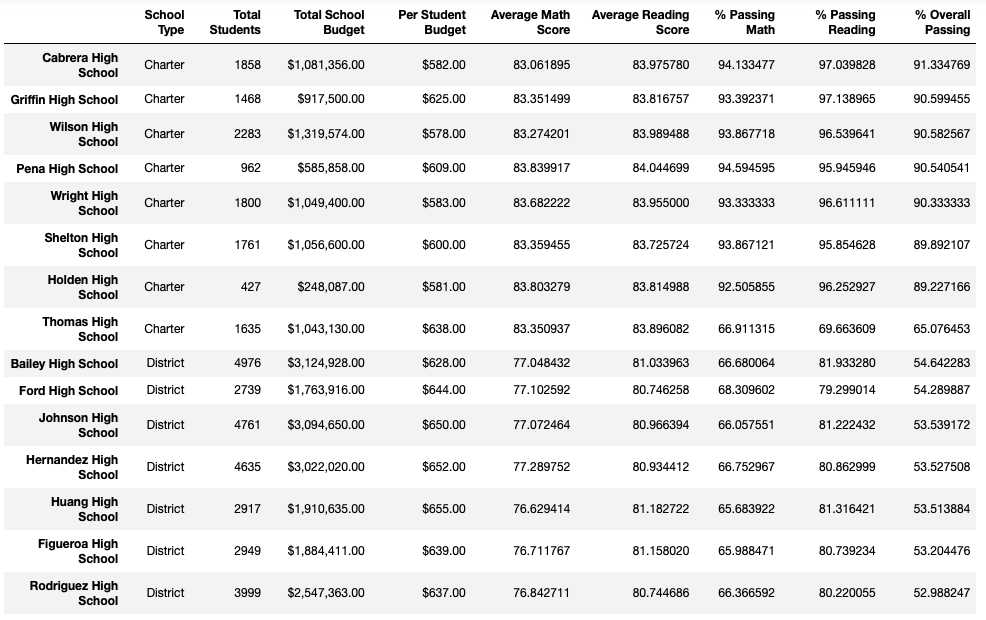 School Type Total Students Total School Budget Per Student Budget Average Math Score Average Reading Score % Passing Math % Passing Reading % Overall Passing
Cabrera High School Charter 1858 $1,081,356.00 $582.00 83.061895 83.975780 94.133477 97.039828 91.334769
Griffin High School Charter 1468 $917,500.00 $625.00 83.351499 83.816757 93.392371 97.138965 90.599455
Wilson High School Charter 2283 $1,319,574.00 $578.00 83.274201 83.989488 93.867718 96.539641 90.582567
Pena High School Charter 962 $585,858.00 $609.00 83.839917 84.044699 94.594595 95.945946 90.540541
Wright High School Charter 1800 $1,049,400.00 $583.00 83.682222 83.955000 93.333333 96.611111 90.333333
Shelton High School Charter 1761 $1,056,600.00 $600.00 83.359455 83.725724 93.867121 95.854628 89.892107
Holden High School Charter 427 $248,087.00 $581.00 83.803279 83.814988 92.505855 96.252927 89.227166
Thomas High School Charter 1635 $1,043,130.00 $638.00 83.350937 83.896082 66.911315 69.663609 65.076453
Bailey High School District 4976 $3,124,928.00 $628.00 77.048432 81.033963 66.680064 81.933280 54.642283
Ford High School District 2739 $1,763,916.00 $644.00 77.102592 80.746258 68.309602 79.299014 54.289887
Johnson High School District 4761 $3,094,650.00 $650.00 77.072464 80.966394 66.057551 81.222432 53.539172
Hernandez High School District 4635 $3,022,020.00 $652.00 77.289752 80.934412 66.752967 80.862999 53.527508
Huang High School District 2917 $1,910,635.00 $655.00 76.629414 81.182722 65.683922 81.316421 53.513884
Figueroa High School District 2949 $1,884,411.00 $639.00 76.711767 81.158020 65.988471 80.739234 53.204476
Rodriguez High School District 3999 $2,547,363.00 $637.00 76.842711 80.744686 66.366592 80.220055 52.988247